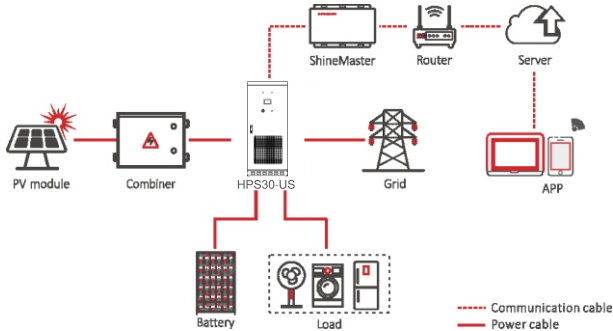 ShineMaster
Router
Server
PV module
Combiner
HPS30-US
Grid
APP
Battery
Load
Communication cable
Power cable